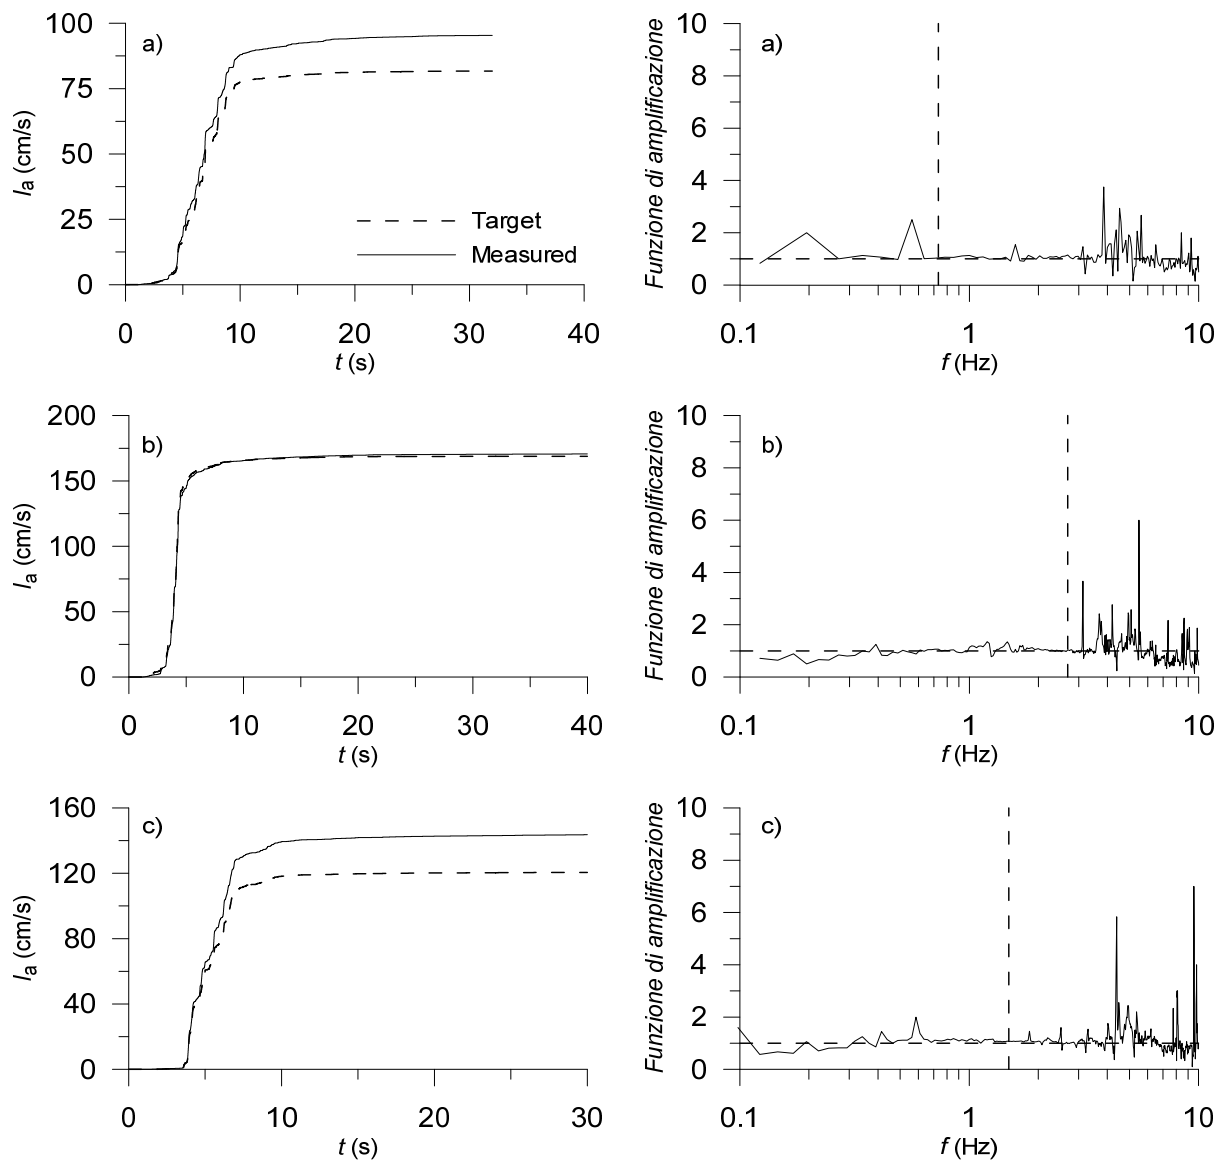 100
75
50
25
0
Ia (cm/s)
a)
Target
Measured
0 10 20 30 40
t (s)
10
8
6
4
2
0
Funzione di amplificazione
a)
0.1 1 10
f (Hz)
200
150
100
50
0
Ia (cm/s)
b)
0 10 20 30 40
t (s)
10
8
6
4
2
0
Funzione di amplificazione
b)
0.1 1 10
f (Hz)
160
120
80
40
0
Ia (cm/s)
c)
0 10 20 30
t (s)
10
8
6
4
2
0
Funzione di amplificazione
c)
0.1 1 10
f (Hz)